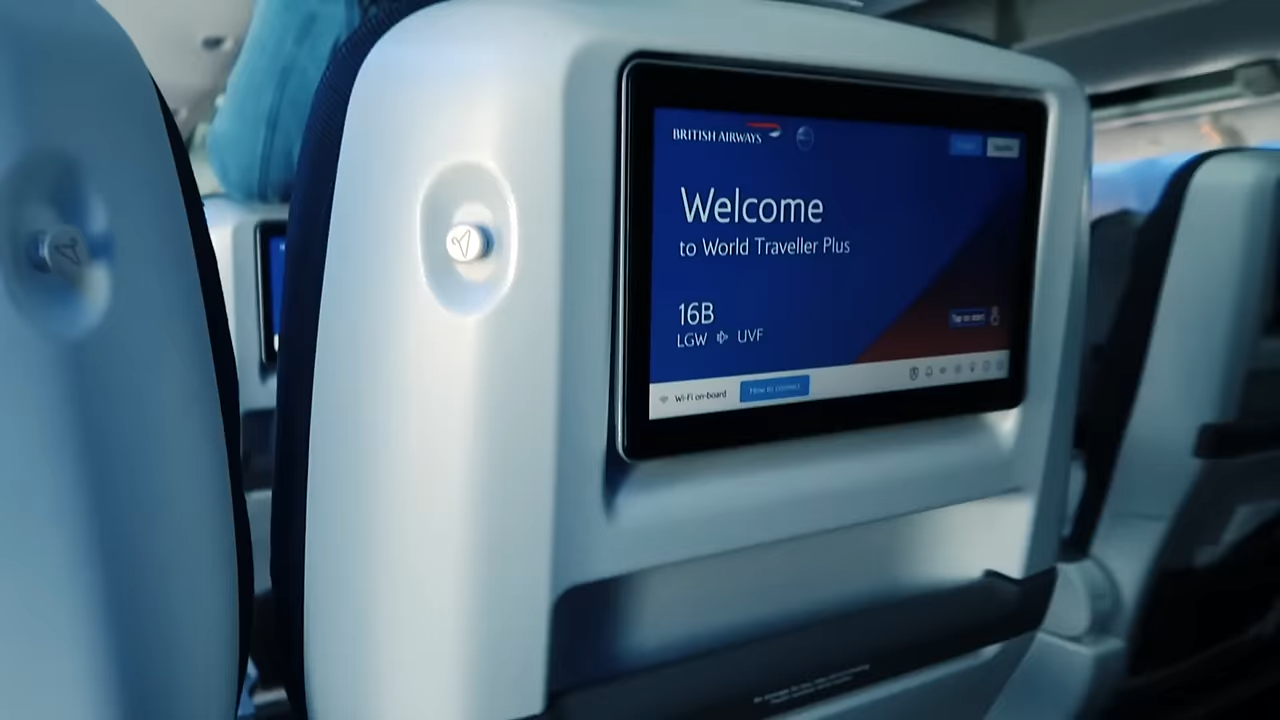 BRITISH AIRWAYS
Welcome
to World Traveller Plus
16B
LGW UVF
Tap to start
Wi-Fi on-board
How to connect